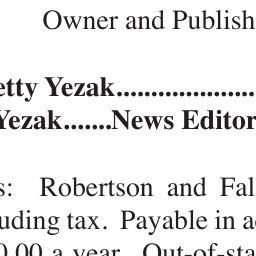 Owner and Publish
etty Yezak.....................
Yezak.......News Editor
s: Robertson and Fal
uding tax. Payable in a
0.00 a year. Out-of-sta